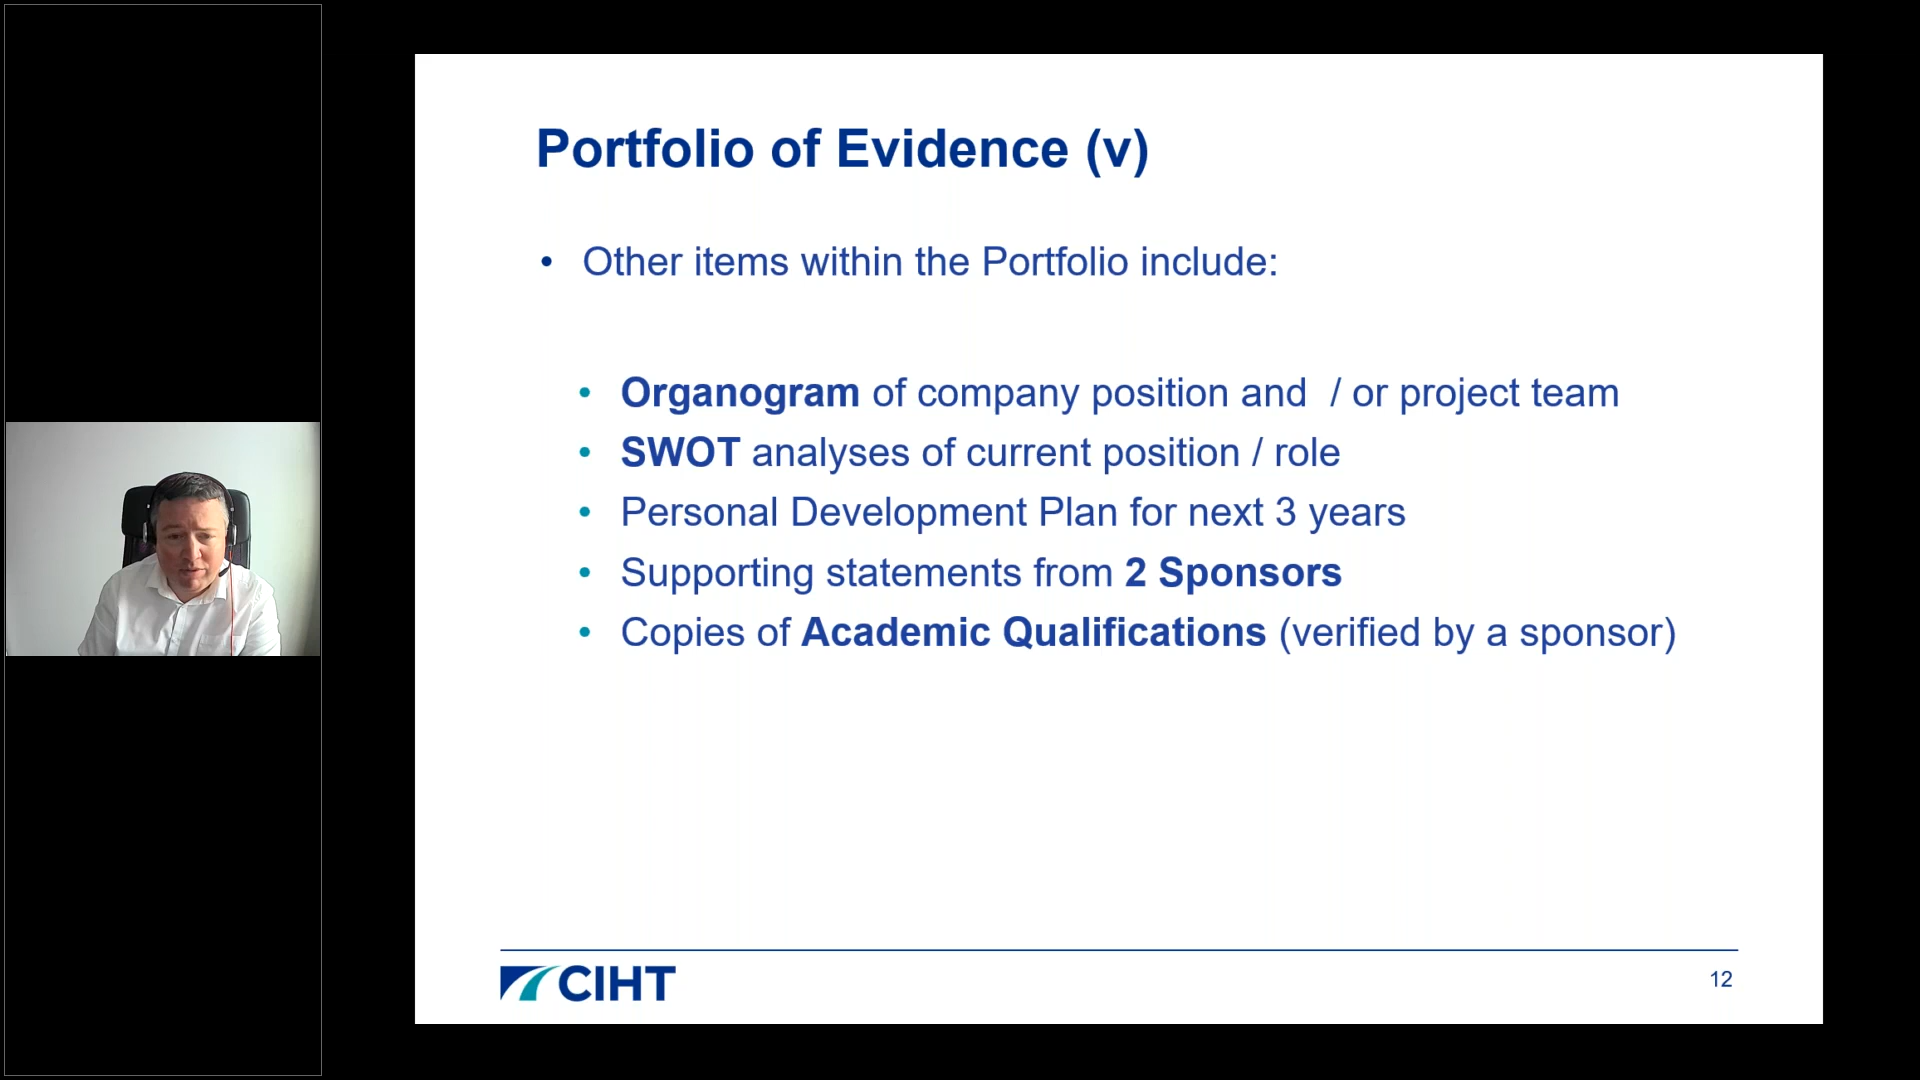 Portfolio of Evidence (v)
• Other items within the Portfolio include:
• Organogram of company position and  / or project team
• SWOT analyses of current position / role
• Personal Development Plan for next 3 years
• Supporting statements from 2 Sponsors
• Copies of Academic Qualifications (verified by a sponsor)
CIHT
12